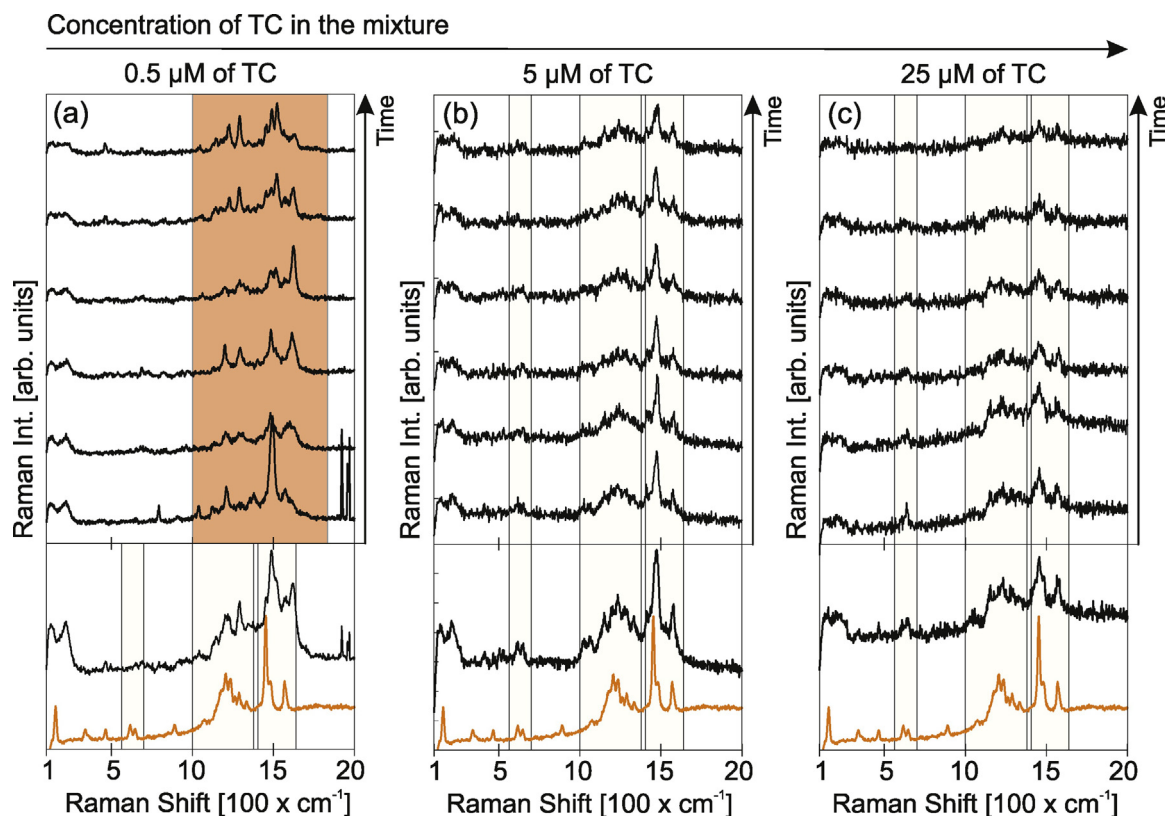 Concentration of TC in the mixture
0.5 µM of TC 5 µM of TC 25 µM of TC
(a) Time (b) Time (c) Time
Raman Int. [arb. units] Raman Int. [arb. units] Raman Int. [arb. units]
1 5 10 15 20 1 5 10 15 20 1 5 10 15 20
Raman Shift [100 x cm⁻¹] Raman Shift [100 x cm⁻¹] Raman Shift [100 x cm⁻¹]